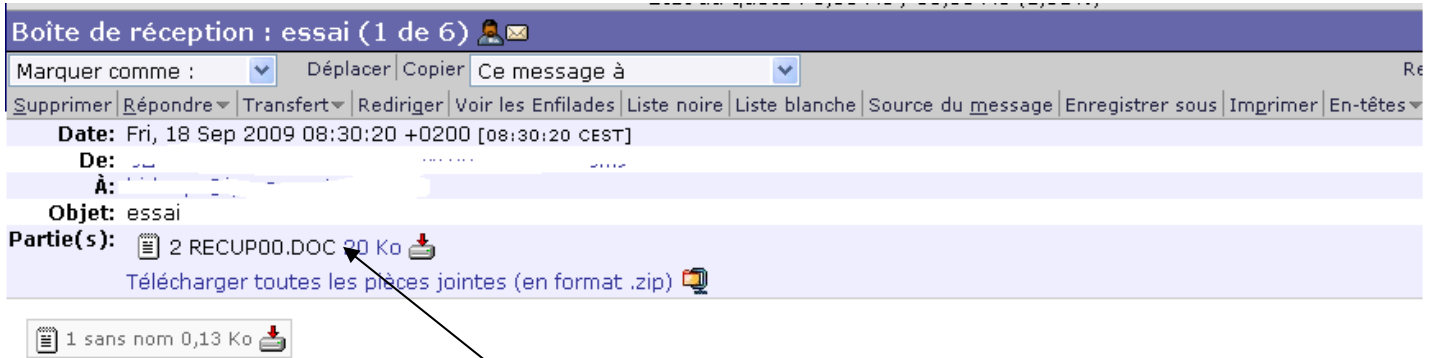 Boîte de réception : essai (1 de 6)
Marquer comme : Déplacer Copier Ce message à
Supprimer Répondre Transfert Rediriger Voir les Enfilades Liste noire Liste blanche Source du message Enregistrer sous Imprimer En-têtes
Date: Fri, 18 Sep 2009 08:30:20 +0200 [08:30:20 CEST]
De:
À:
Objet: essai
Partie(s): 2 RECUP00.DOC Ko
Télécharger toutes les pièces jointes (en format .zip)
1 sans nom 0,13 Ko